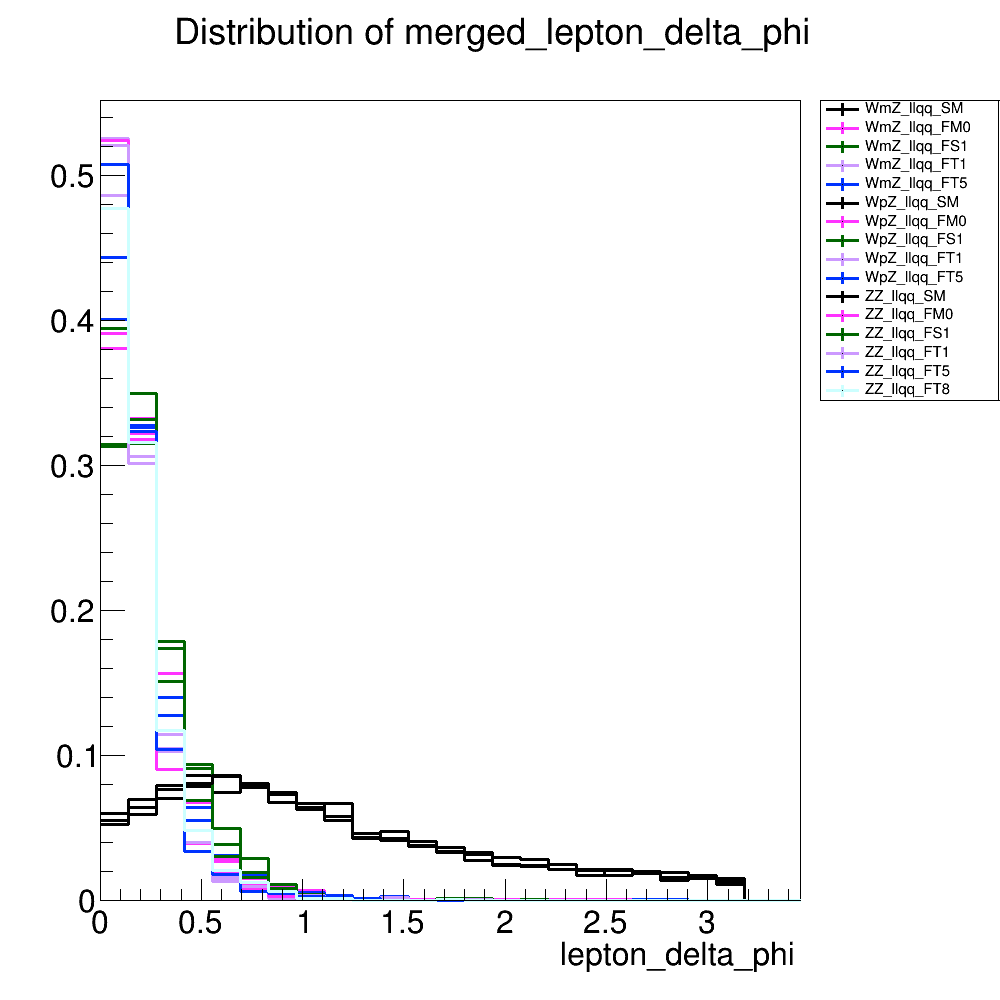 Distribution of merged_lepton_delta_phi
WmZ_llqq_SM
WmZ_llqq_FM0
WmZ_llqq_FS1
WmZ_llqq_FT1
WmZ_llqq_FT5
WpZ_llqq_SM
WpZ_llqq_FM0
WpZ_llqq_FS1
WpZ_llqq_FT1
WpZ_llqq_FT5
ZZ_llqq_SM
ZZ_llqq_FM0
ZZ_llqq_FS1
ZZ_llqq_FT1
ZZ_llqq_FT5
ZZ_llqq_FT8
0.5
0.4
0.3
0.2
0.1
0
0 0.5 1 1.5 2 2.5 3
lepton_delta_phi